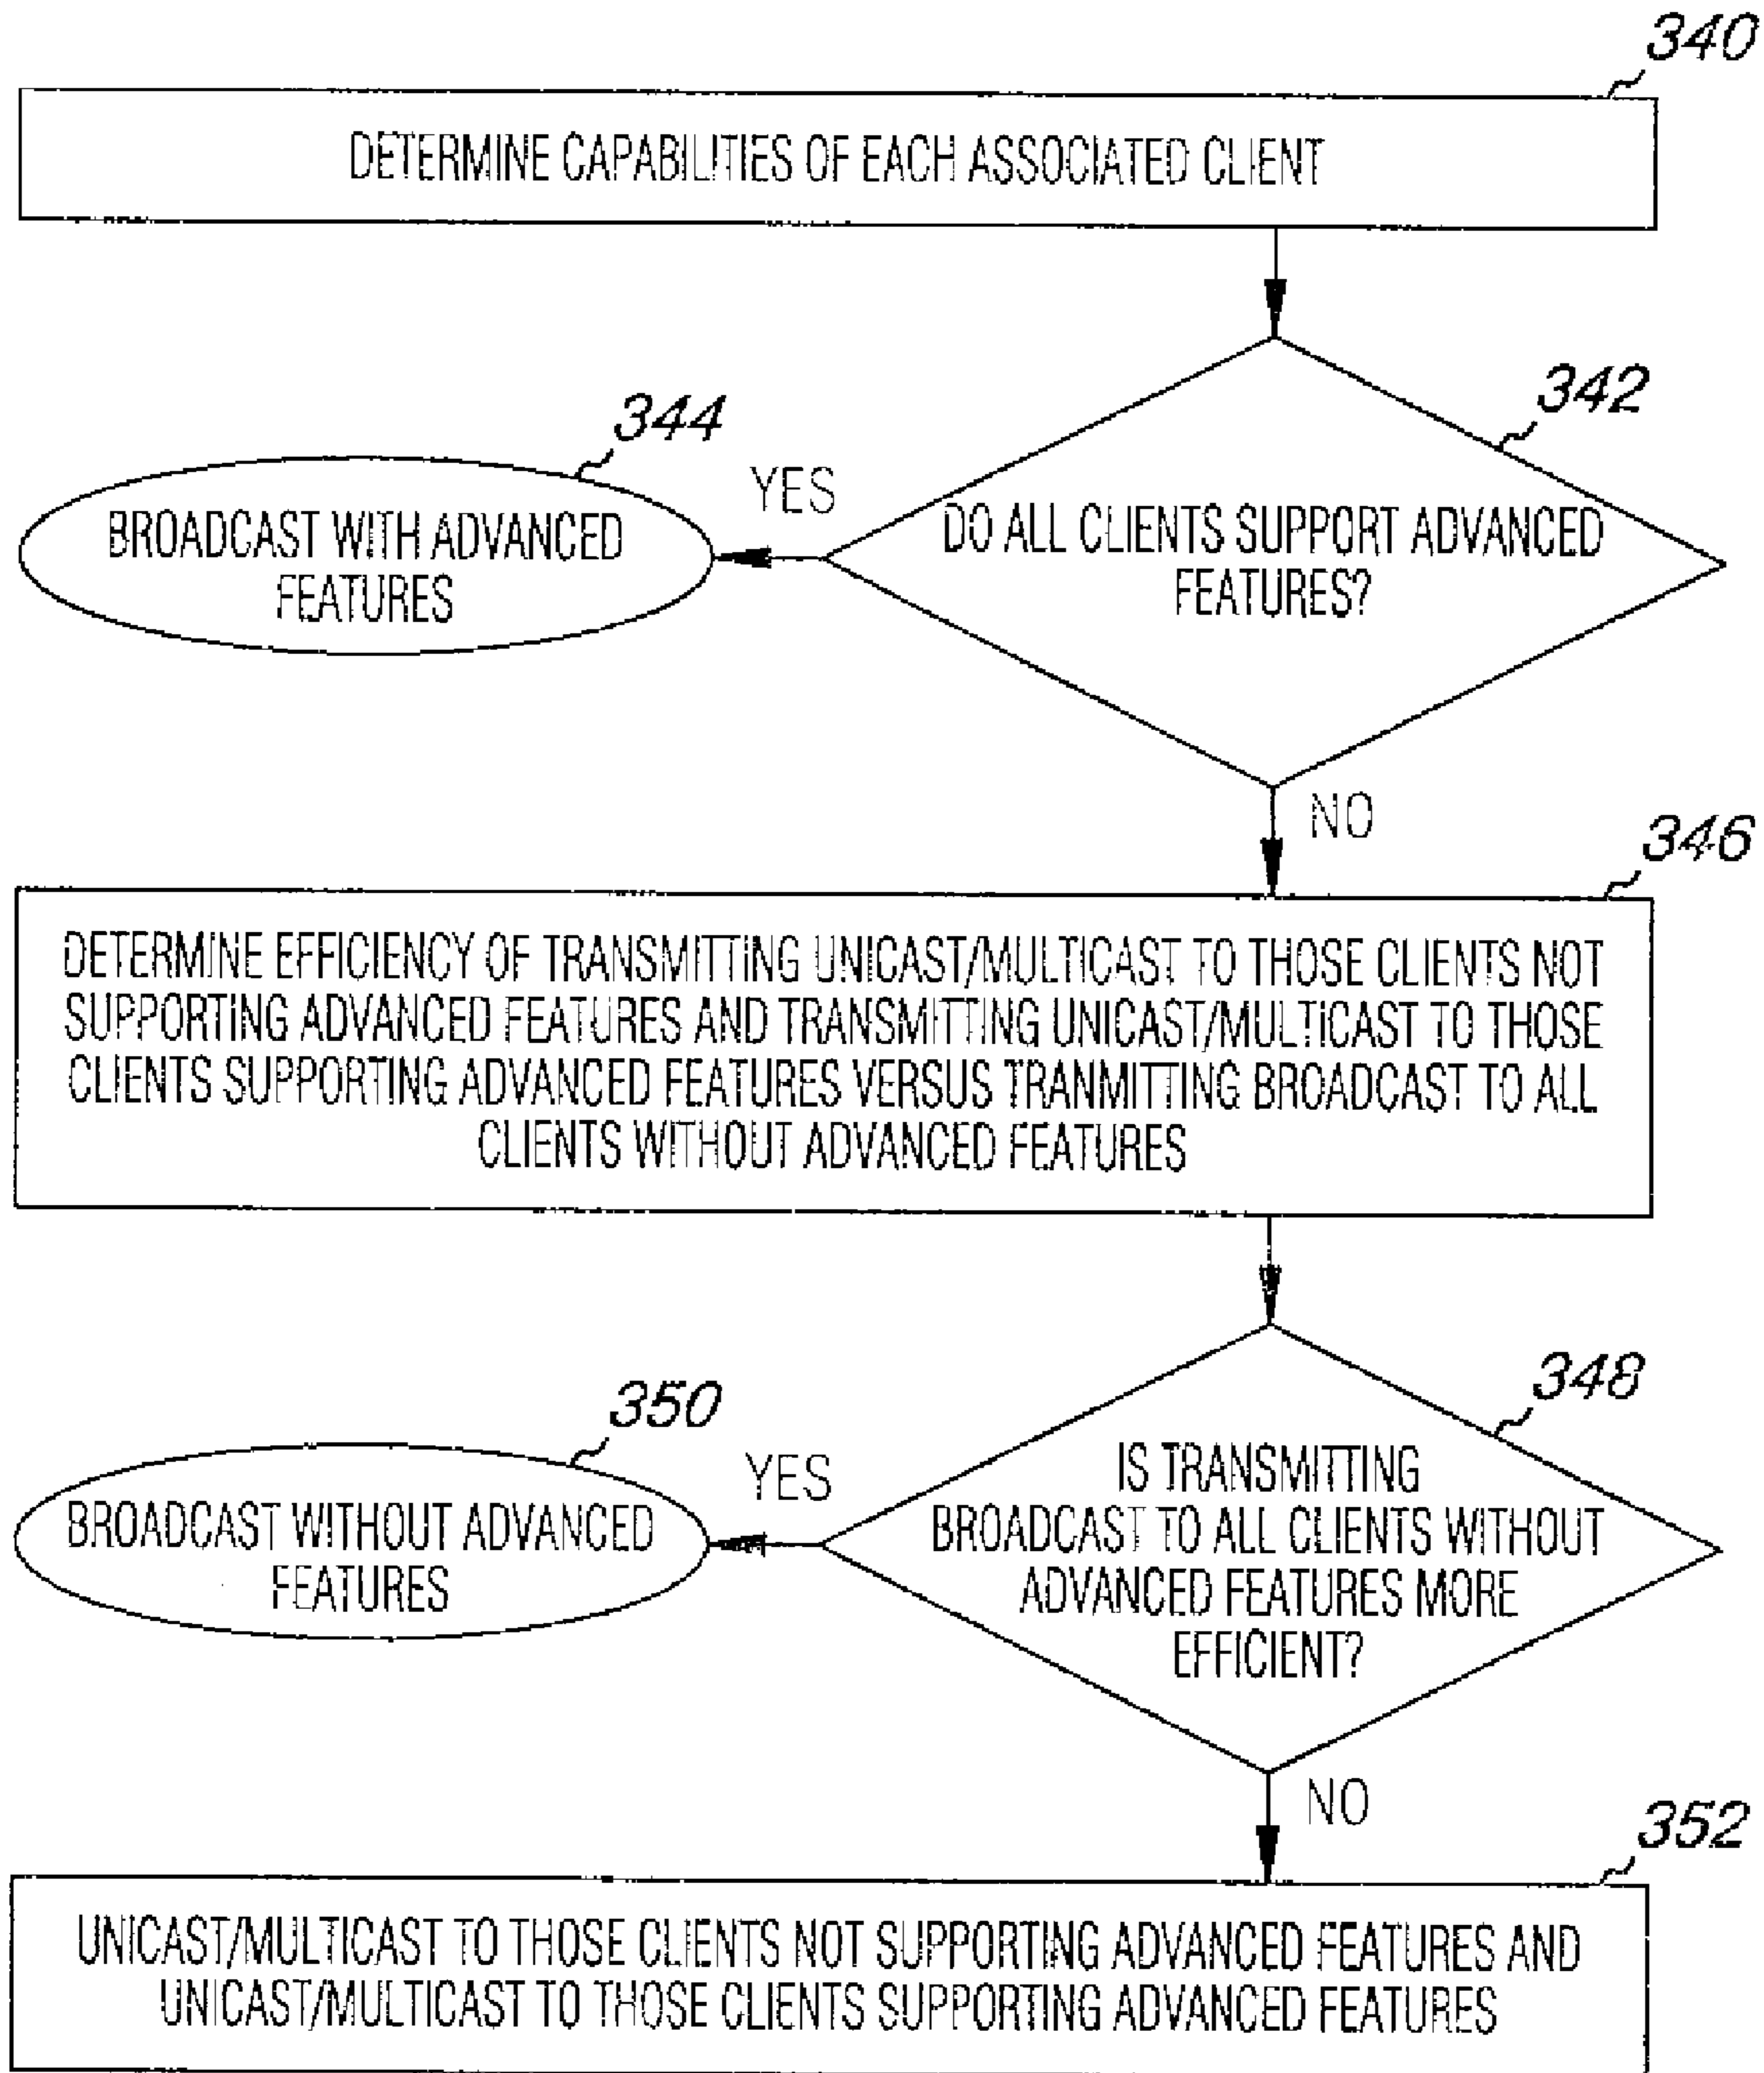 340
DETERMINE CAPABILITIES OF EACH ASSOCIATED CLIENT
342
344
YES
DO ALL CLIENTS SUPPORT ADVANCED
FEATURES?
BROADCAST WITH ADVANCED
FEATURES
NO
346
DETERMINE EFFICIENCY OF TRANSMITTING UNICAST/MULTICAST TO THOSE CLIENTS NOT
SUPPORTING ADVANCED FEATURES AND TRANSMITTING UNICAST/MULTICAST TO THOSE
CLIENTS SUPPORTING ADVANCED FEATURES VERSUS TRANMITTING BROADCAST TO ALL
CLIENTS WITHOUT ADVANCED FEATURES
348
350
YES
IS TRANSMITTING
BROADCAST TO ALL CLIENTS WITHOUT
ADVANCED FEATURES MORE
EFFICIENT?
BROADCAST WITHOUT ADVANCED
FEATURES
NO
352
UNICAST/MULTICAST TO THOSE CLIENTS NOT SUPPORTING ADVANCED FEATURES AND
UNICAST/MULTICAST TO THOSE CLIENTS SUPPORTING ADVANCED FEATURES